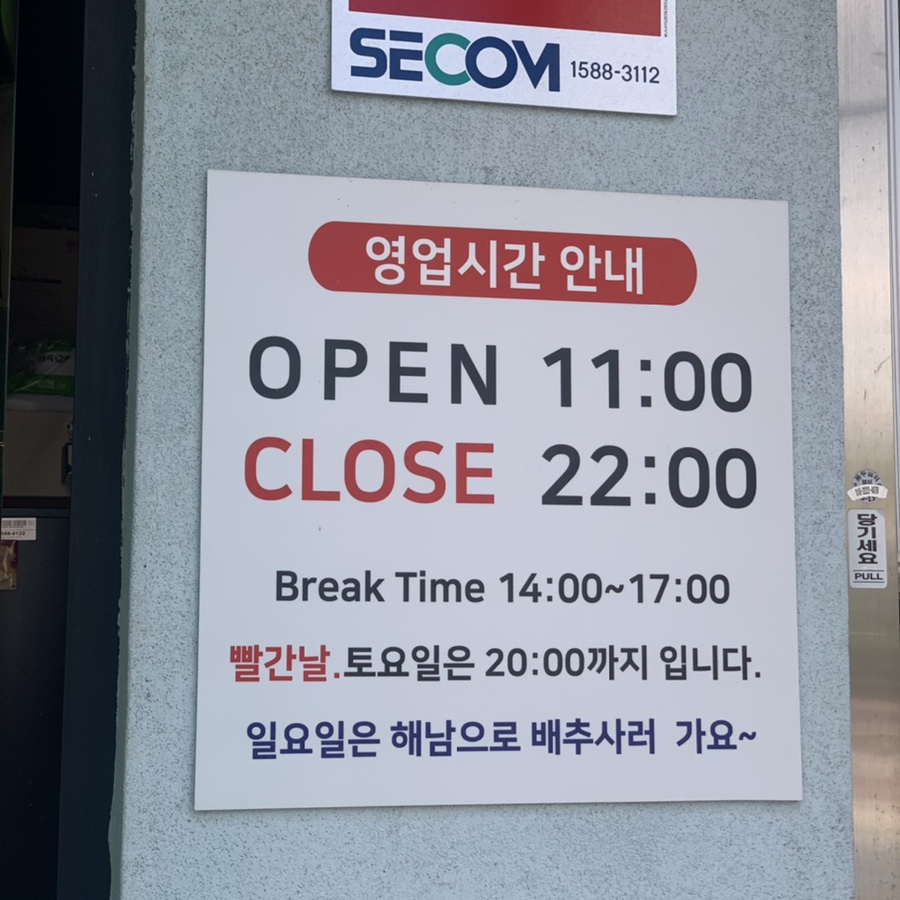 SECOM 1588-3112
영업시간 안내
OPEN 11:00
CLOSE 22:00
Break Time 14:00~17:00
빨간날.토요일은 20:00까지 입니다.
일요일은 해남으로 배추사러 가요~
당기세요
PULL